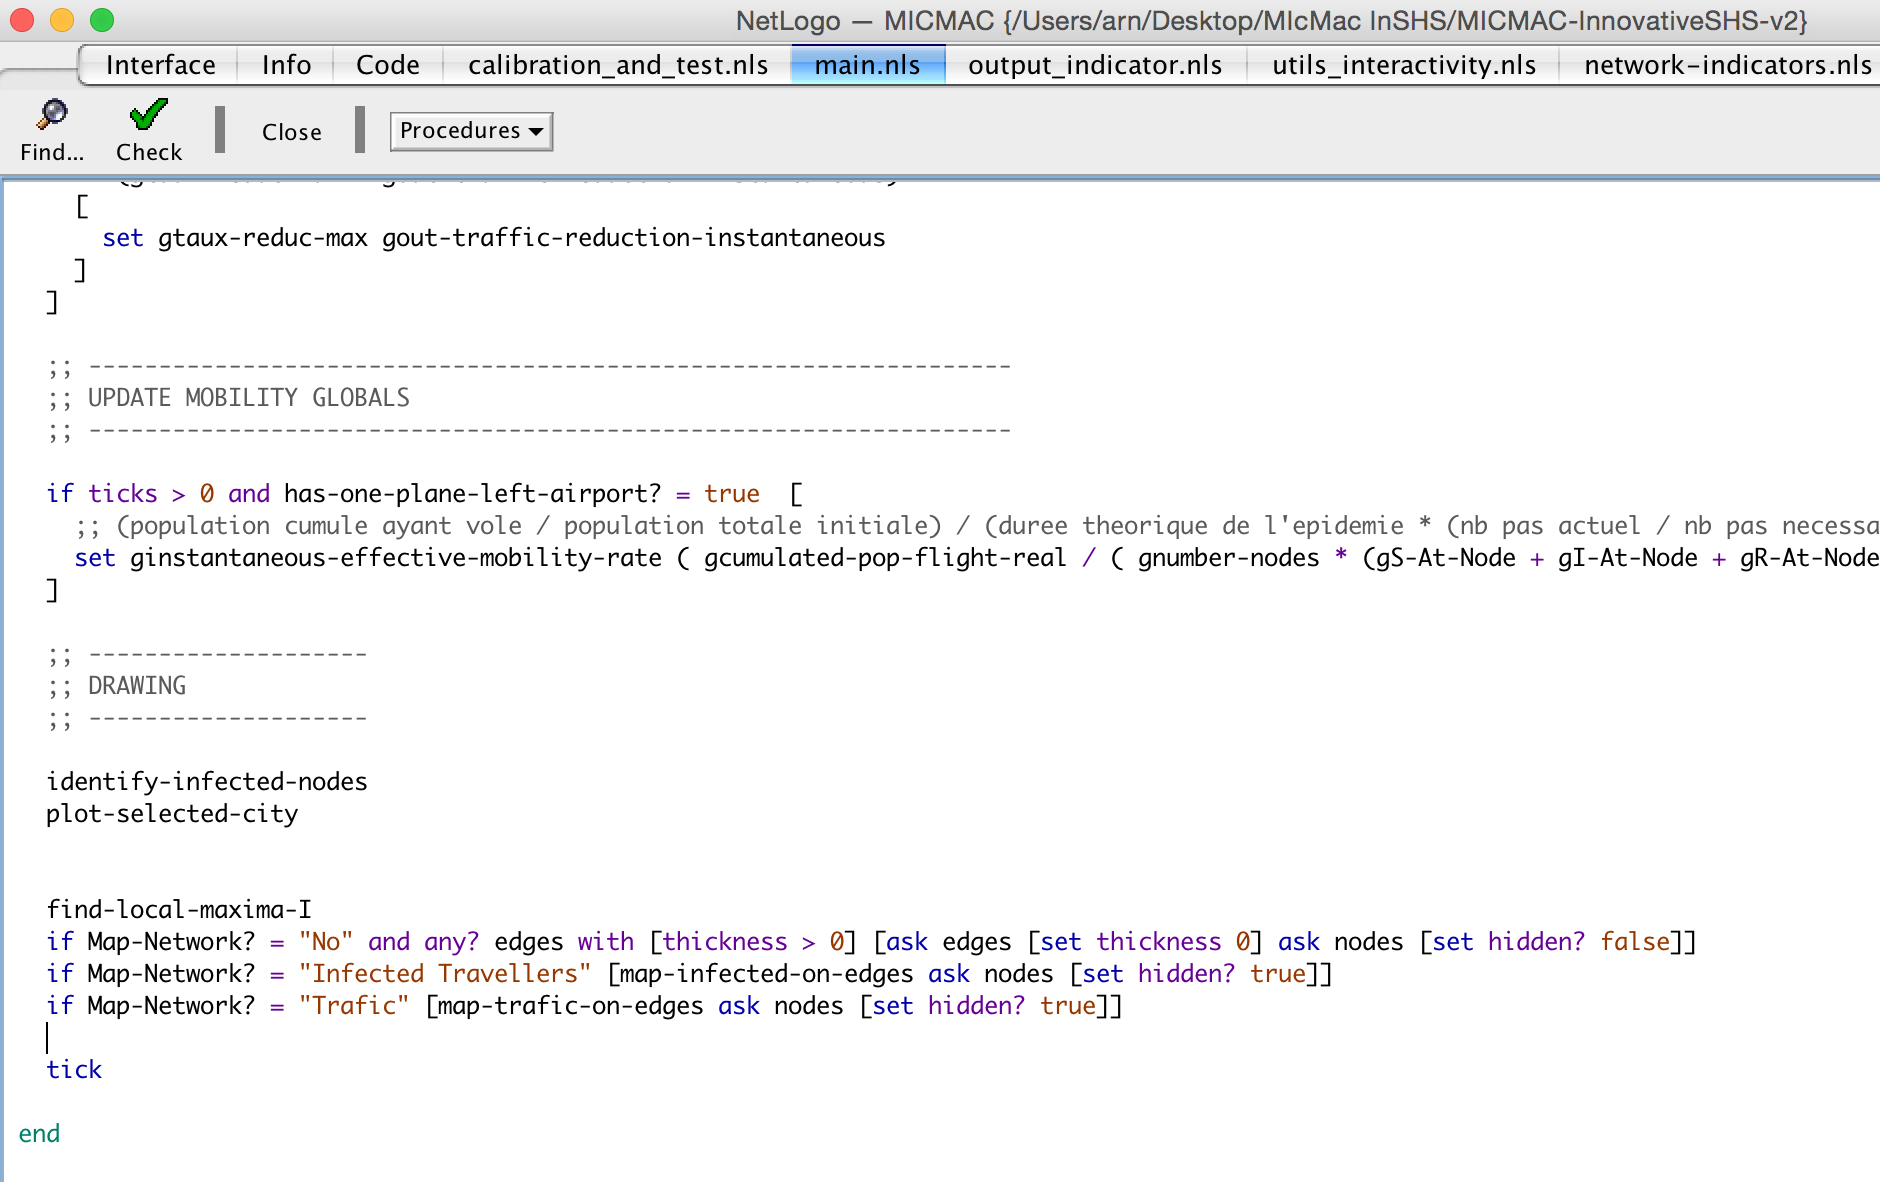 NetLogo — MICMAC {/Users/arn/Desktop/MIcMac InSHS/MICMAC-InnovativeSHS-v2}
Interface Info Code calibration_and_test.nls main.nls output_indicator.nls utils_interactivity.nls network-indicators.nls
Find... Check Close Procedures
[
set gtaux-reduc-max gout-traffic-reduction-instantaneous
]
]
;; ------------------------------------------------------------------
;; UPDATE MOBILITY GLOBALS
;; ------------------------------------------------------------------
if ticks > 0 and has-one-plane-left-airport? = true [
;; (population cumule ayant vole / population totale initiale) / (duree theorique de l'epidemie * (nb pas actuel / nb pas necessa
set ginstantaneous-effective-mobility-rate ( gcumulated-pop-flight-real / ( gnumber-nodes * (gS-At-Node + gI-At-Node + gR-At-Node
]
;; --------------------
;; DRAWING
;; --------------------
identify-infected-nodes
plot-selected-city
find-local-maxima-I
if Map-Network? = "No" and any? edges with [thickness > 0] [ask edges [set thickness 0] ask nodes [set hidden? false]]
if Map-Network? = "Infected Travellers" [map-infected-on-edges ask nodes [set hidden? true]]
if Map-Network? = "Trafic" [map-trafic-on-edges ask nodes [set hidden? true]]
tick
end